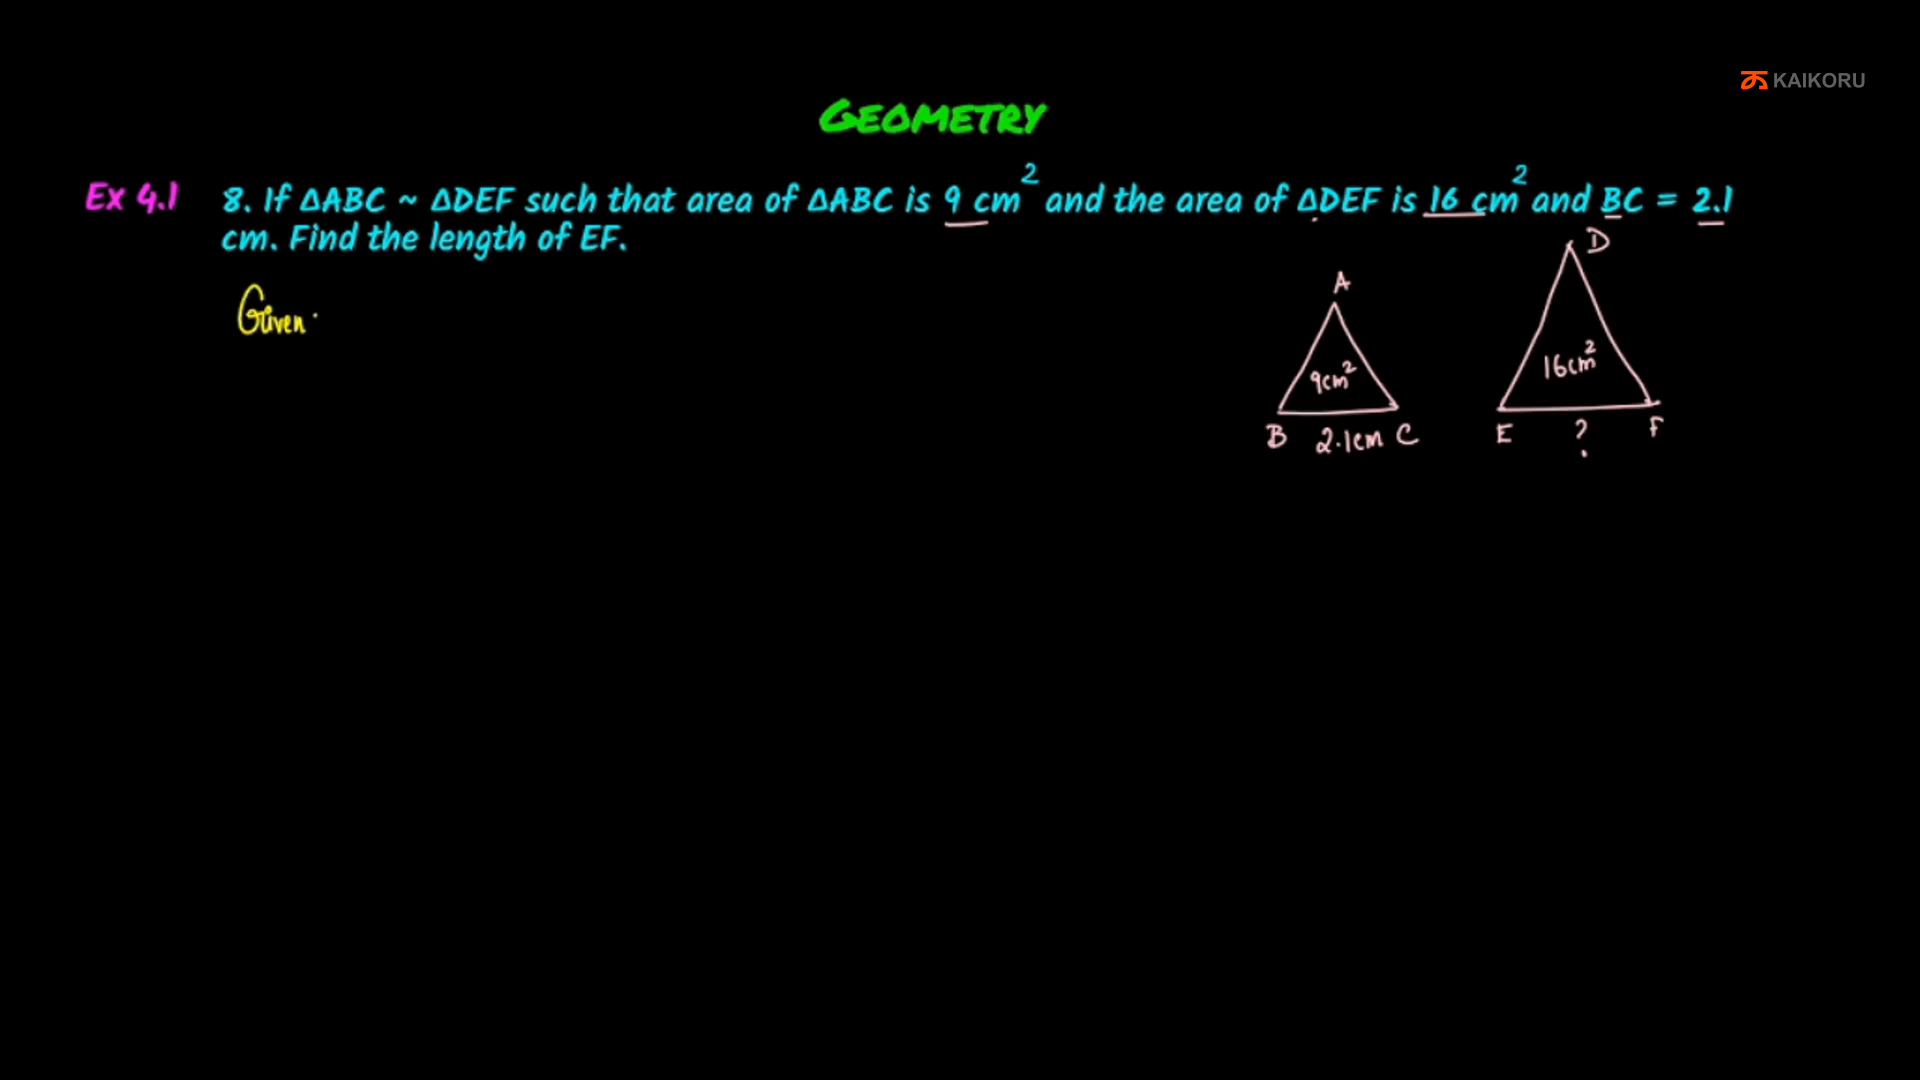 க KAIKORU
GEOMETRY
Ex 4.1 8. If ΔABC ~ ΔDEF such that area of ΔABC is 9 cm² and the area of ΔDEF is 16 cm² and BC = 2.1
cm. Find the length of EF.
Given
A
D
9cm²
16cm²
B 2.1cm C
E ? F